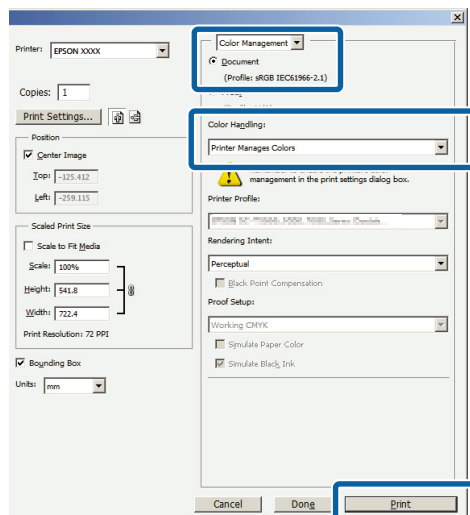 Printer: EPSON XXXX
Copies: 1
Print Settings...
Position
Center Image
Top: -125.412
Left: -259.115
Scaled Print Size
Scale to Fit Media
Scale: 100%
Height: 541.8
Width: 722.4
Print Resolution: 72 PPI
Bounding Box
Units: mm
Color Management
Document
(Profile: sRGB IEC61966-2.1)
Color Handling:
Printer Manages Colors
management in the print settings dialog box.
Printer Profile:
Rendering Intent:
Perceptual
Black Point Compensation
Proof Setup:
Working CMYK
Simulate Paper Color
Simulate Black Ink
Cancel
Done
Print